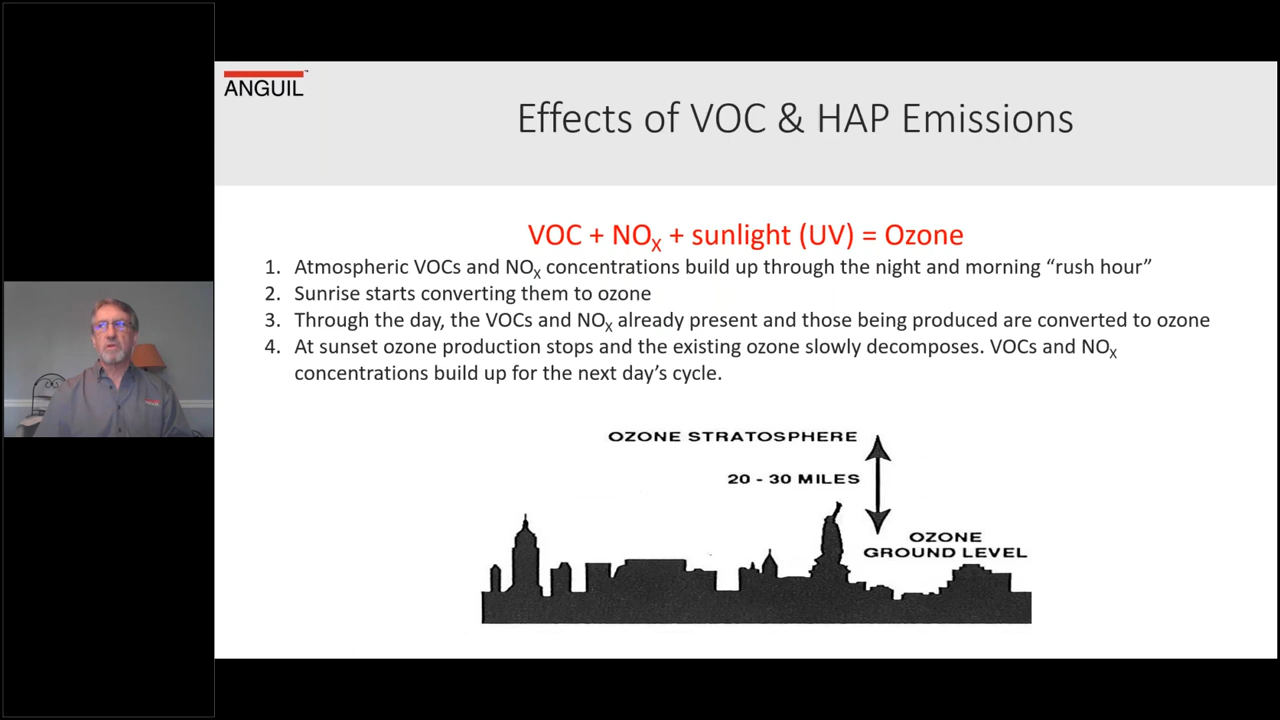 ANGUIL™
Effects of VOC & HAP Emissions
VOC + NOX + sunlight (UV) = Ozone
1. Atmospheric VOCs and NOX concentrations build up through the night and morning “rush hour”
2. Sunrise starts converting them to ozone
3. Through the day, the VOCs and NOX already present and those being produced are converted to ozone
4. At sunset ozone production stops and the existing ozone slowly decomposes. VOCs and NOX
concentrations build up for the next day’s cycle.
OZONE STRATOSPHERE
20 - 30 MILES
OZONE
GROUND LEVEL